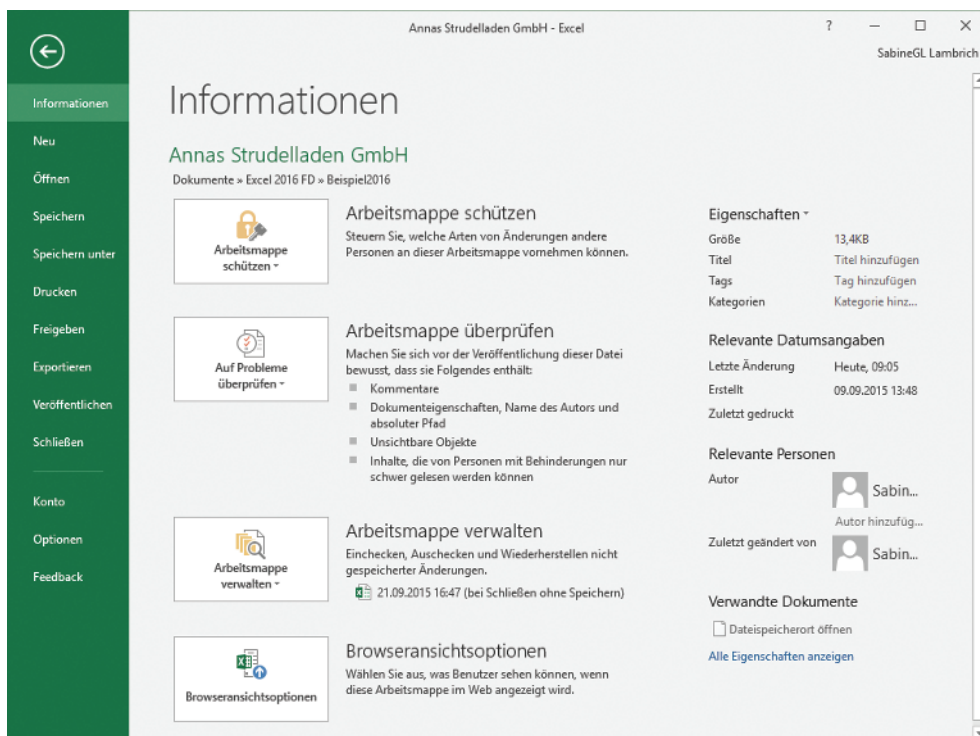 Annas Strudelladen GmbH - Excel
?
SabineGL Lambrich
Informationen
Neu
Öffnen
Speichern
Speichern unter
Drucken
Freigeben
Exportieren
Veröffentlichen
Schließen
Konto
Optionen
Feedback
Informationen
Annas Strudelladen GmbH
Dokumente » Excel 2016 FD » Beispiel2016
Arbeitsmappe
schützen
Arbeitsmappe schützen
Steuern Sie, welche Arten von Änderungen andere
Personen an dieser Arbeitsmappe vornehmen können.
Auf Probleme
überprüfen
Arbeitsmappe überprüfen
Machen Sie sich vor der Veröffentlichung dieser Datei
bewusst, dass sie Folgendes enthält:
Kommentare
Dokumenteigenschaften, Name des Autors und
absoluter Pfad
Unsichtbare Objekte
Inhalte, die von Personen mit Behinderungen nur
schwer gelesen werden können
Arbeitsmappe
verwalten
Arbeitsmappe verwalten
Einchecken, Auschecken und Wiederherstellen nicht
gespeicherter Änderungen.
21.09.2015 16:47 (bei Schließen ohne Speichern)
Browseransichtsoptionen
Browseransichtsoptionen
Wählen Sie aus, was Benutzer sehen können, wenn
diese Arbeitsmappe im Web angezeigt wird.
Eigenschaften
Größe 13,4KB
Titel Titel hinzufügen
Tags Tag hinzufügen
Kategorien Kategorie hinz...
Relevante Datumsangaben
Letzte Änderung Heute, 09:05
Erstellt 09.09.2015 13:48
Zuletzt gedruckt
Relevante Personen
Autor Sabin...
Autor hinzufüg...
Zuletzt geändert von Sabin...
Verwandte Dokumente
Dateispeicherort öffnen
Alle Eigenschaften anzeigen